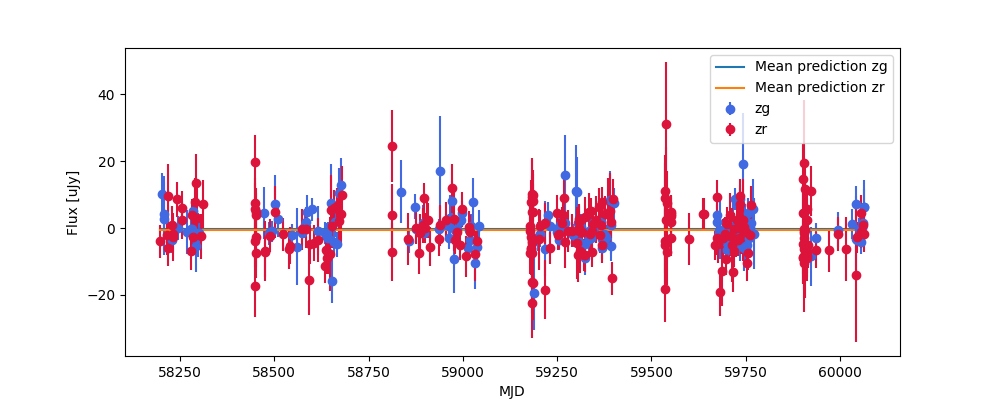 Mean prediction zg
Mean prediction zr
zg
zr
Flux [uJy]
40
20
0
−20
58250 58500 58750 59000 59250 59500 59750 60000
MJD